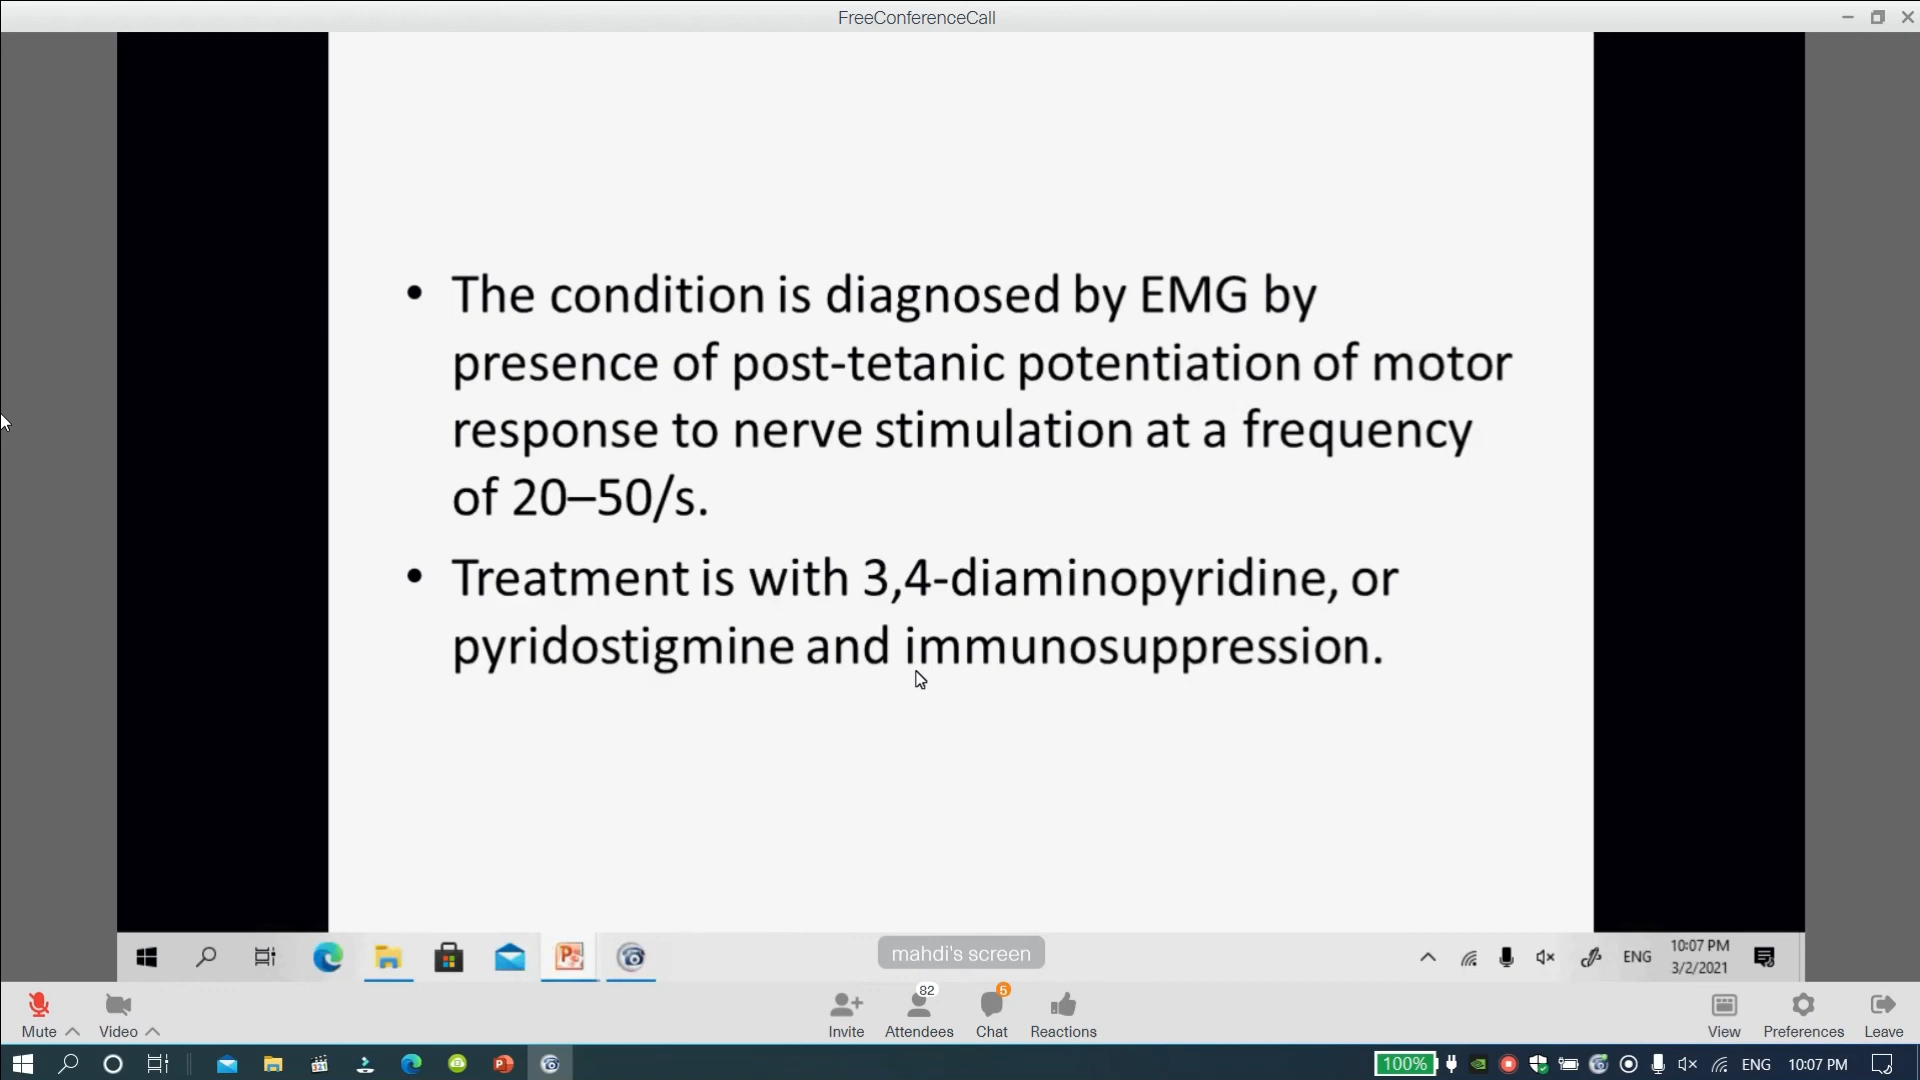 FreeConferenceCall
• The condition is diagnosed by EMG by
presence of post-tetanic potentiation of motor
response to nerve stimulation at a frequency
of 20–50/s.
• Treatment is with 3,4-diaminopyridine, or
pyridostigmine and immunosuppression.
mahdi's screen
ENG
10:07 PM
3/2/2021
82
5
Mute
Video
Invite
Attendees
Chat
Reactions
View
Preferences
Leave
100%
ENG
10:07 PM